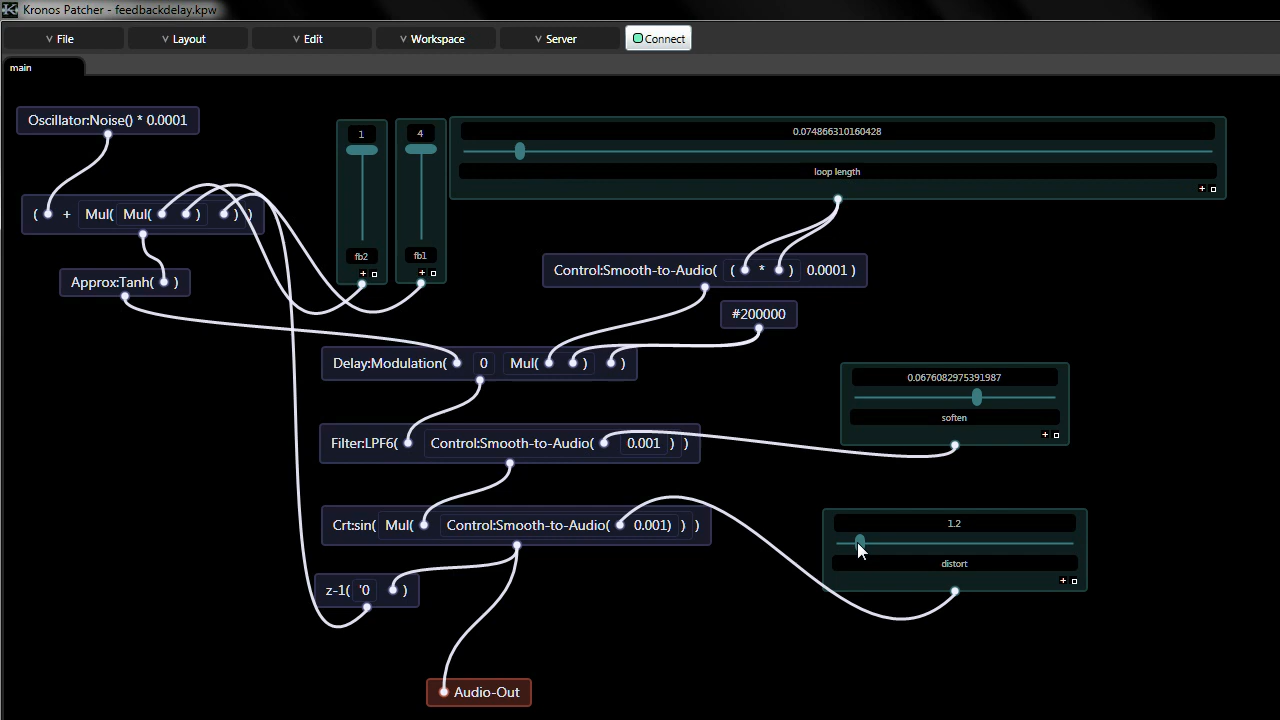 Kronos Patcher - feedbackdelay.kpw
File
Layout
Edit
Workspace
Server
Connect
main
Oscillator:Noise() * 0.0001
1
4
0.074866310160428
loop length
( + Mul( Mul( ) ) )
fb2
fb1
Approx:Tanh( )
Control:Smooth-to-Audio( ( * ) 0.0001 )
#200000
Delay:Modulation( 0 Mul( ) )
0.0676082975391987
soften
Filter:LPF6( Control:Smooth-to-Audio( 0.001 ) )
Crt:sin( Mul( Control:Smooth-to-Audio( 0.001) ) )
1.2
distort
z-1( '0 )
Audio-Out